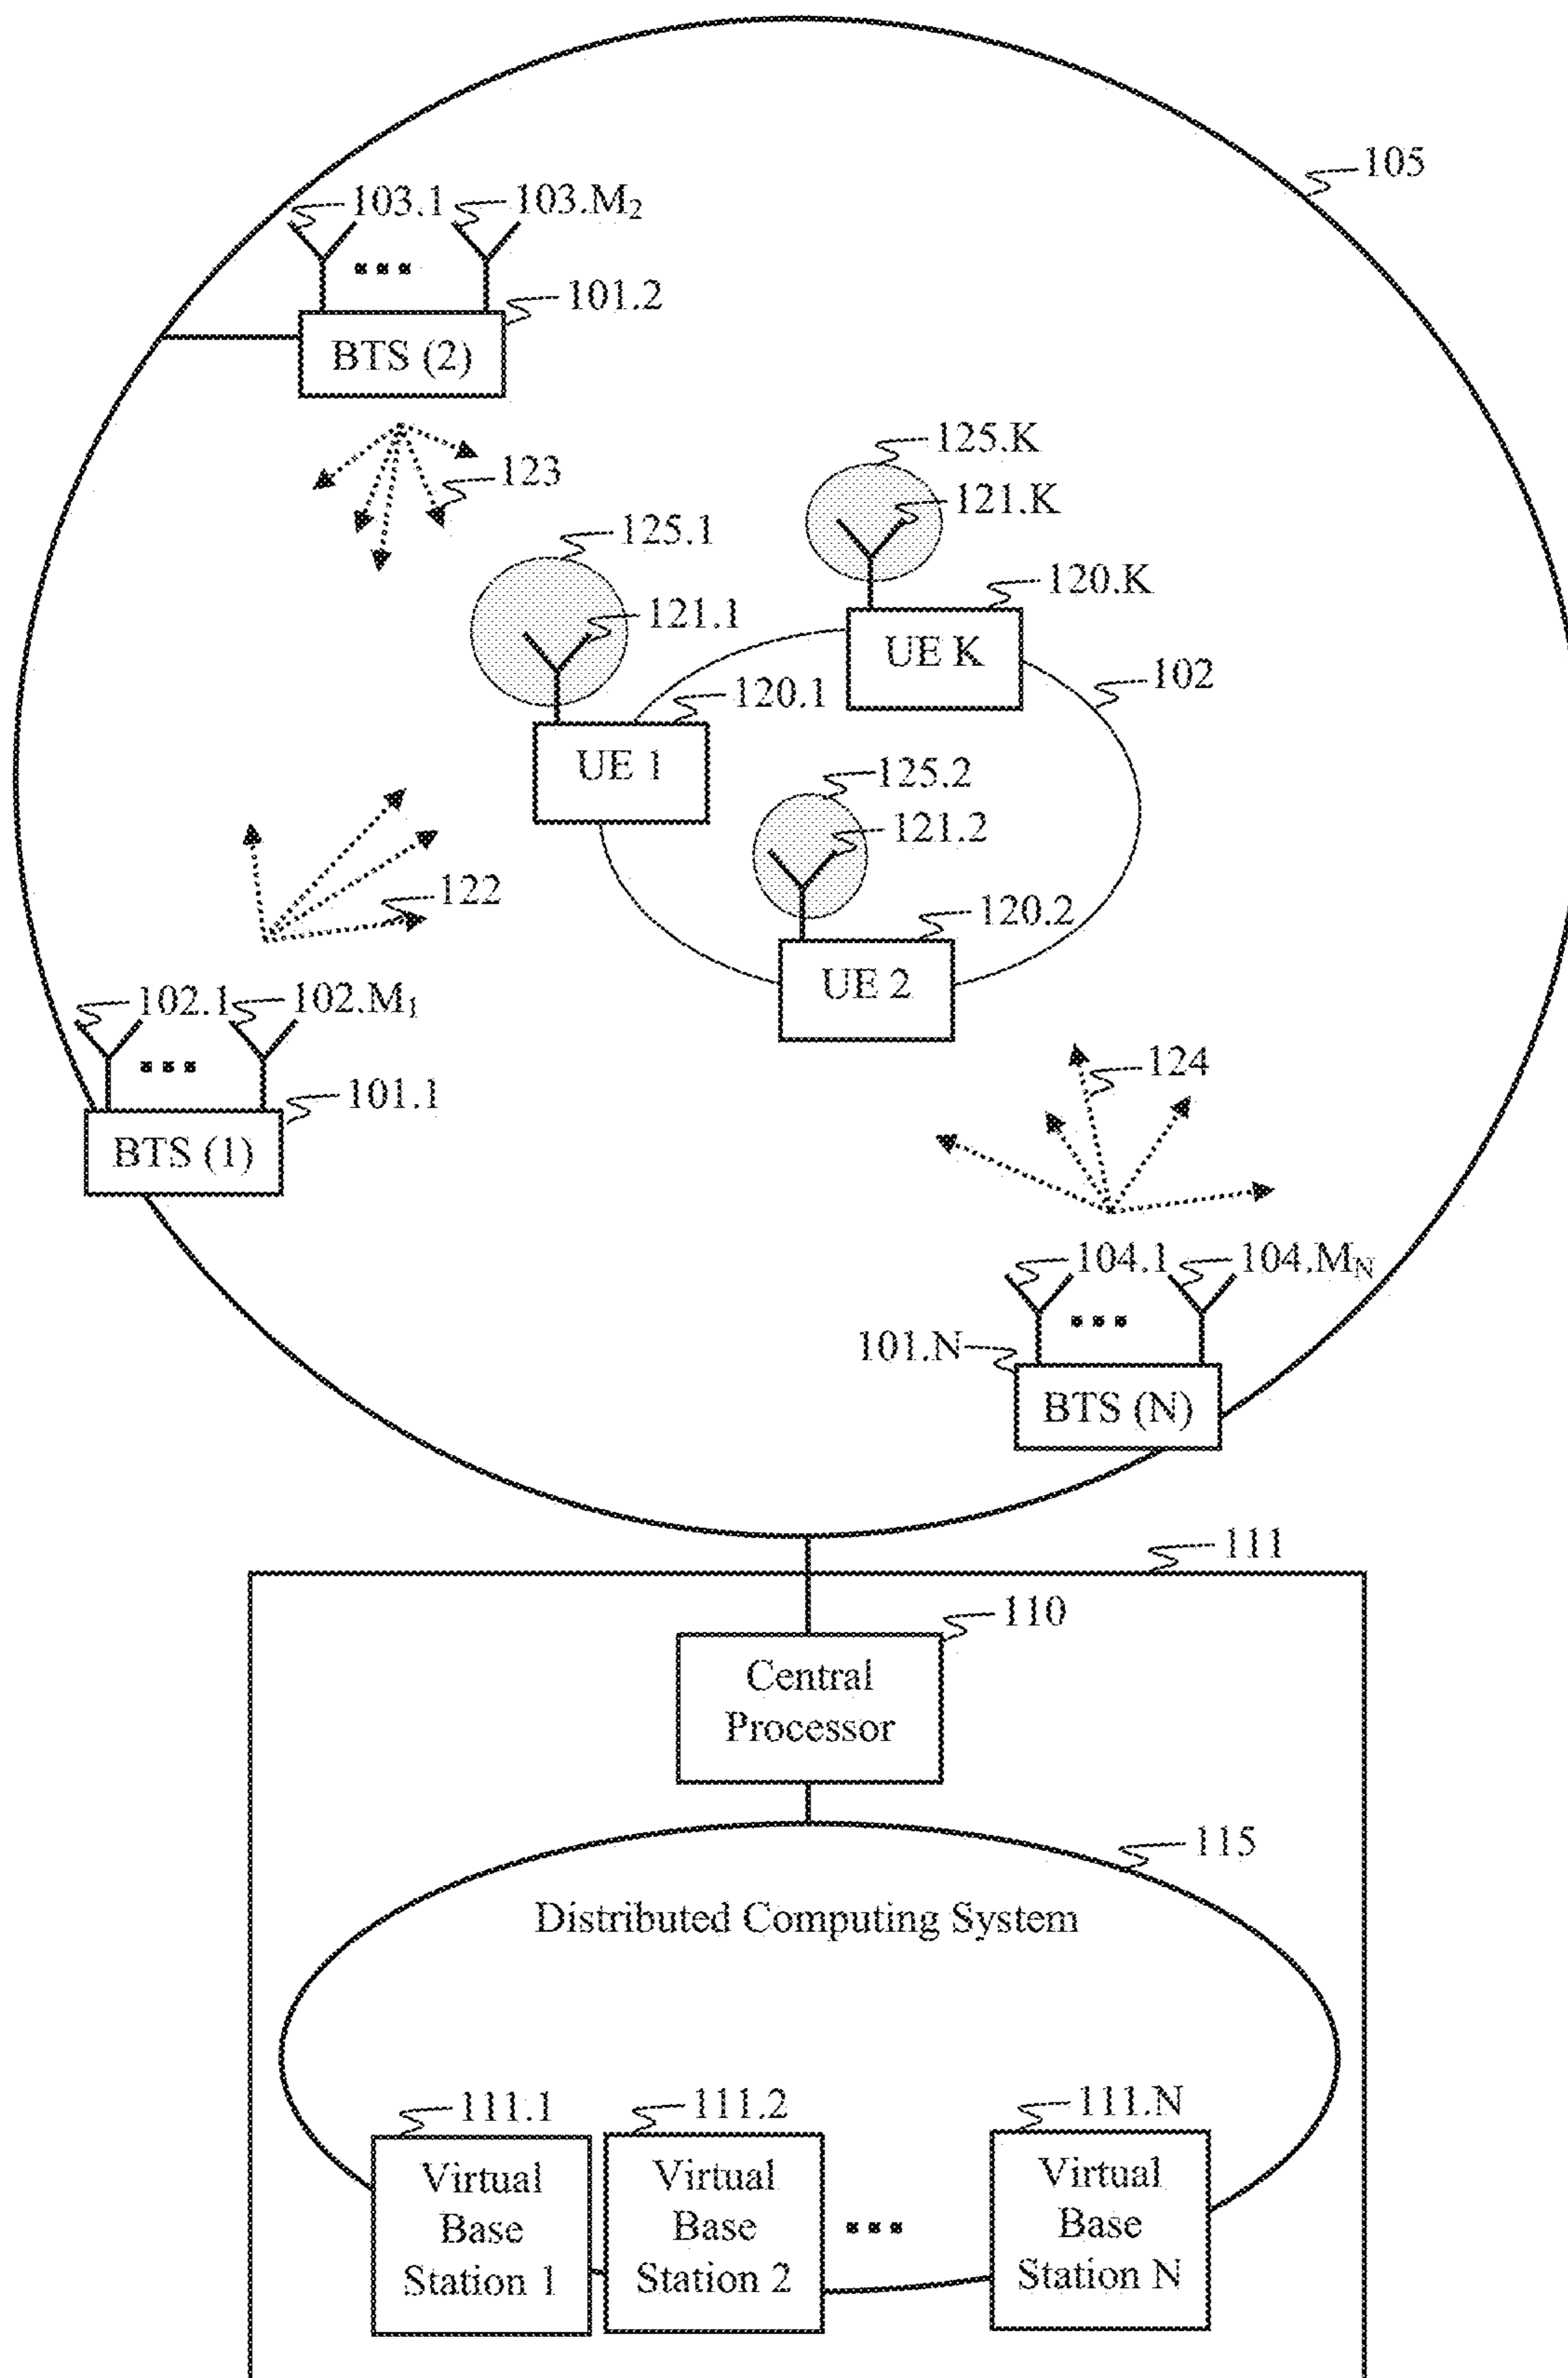 105
103.1
103.M2
101.2
BTS (2)
123
125.K
121.K
125.1
121.1
120.K
UE K
102
120.1
UE 1
125.2
121.2
122
120.2
UE 2
102.1
102.M1
101.1
BTS (1)
124
104.1
104.MN
101.N
BTS (N)
111
110
Central
Processor
115
Distributed Computing System
111.1
111.2
111.N
Virtual
Base
Station 1
Virtual
Base
Station 2
Virtual
Base
Station N